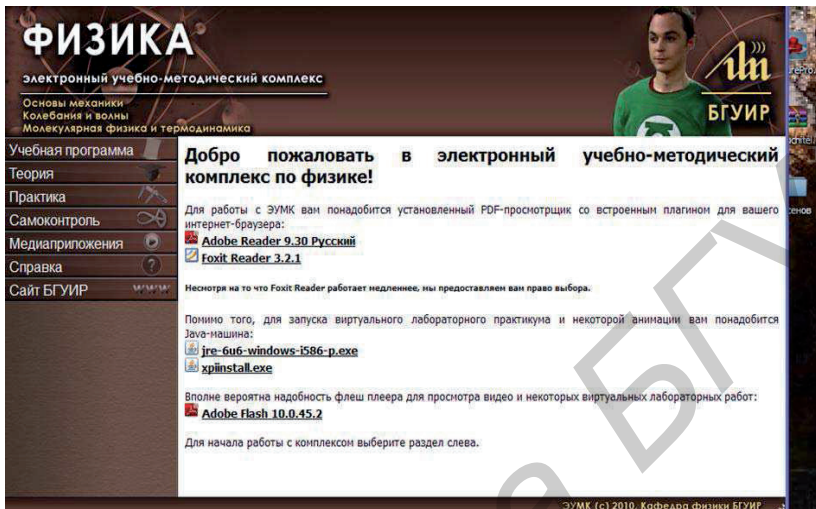 ФИЗИКА
электронный учебно-методический комплекс
Основы механики
Колебания и волны
Молекулярная физика и термодинамика
БГУИР
Учебная программа
Теория
Практика
Самоконтроль
Медиаприложения
Справка
Сайт БГУИР WWW
Добро пожаловать в электронный учебно-методический
комплекс по физике!
Для работы с ЭУМК вам понадобится установленный PDF-просмотрщик со встроенным плагином для вашего
интернет-браузера:
Adobe Reader 9.30 Русский
Foxit Reader 3.2.1
Несмотря на то что Foxit Reader работает медленнее, мы предоставляем вам право выбора.
Помимо того, для запуска виртуального лабораторного практикума и некоторой анимации вам понадобится
Java-машина:
jre-6u6-windows-i586-p.exe
xpiinstall.exe
Вполне вероятна надобность флеш плеера для просмотра видео и некоторых виртуальных лабораторных работ:
Adobe Flash 10.0.45.2
Для начала работы с комплексом выберите раздел слева.
ЭУМК (c) 2010, Кафедра физики БГУИР